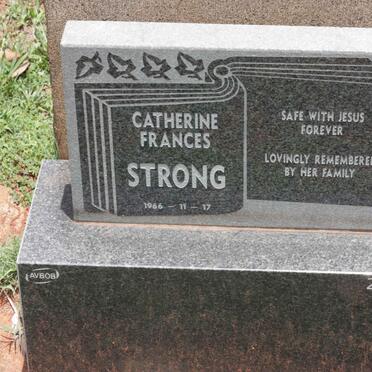 CATHERINE
FRANCES
STRONG
1966 - 11 - 17
SAFE WITH JESUS
FOREVER
LOVINGLY REMEMBERED
BY HER FAMILY
AVBOB